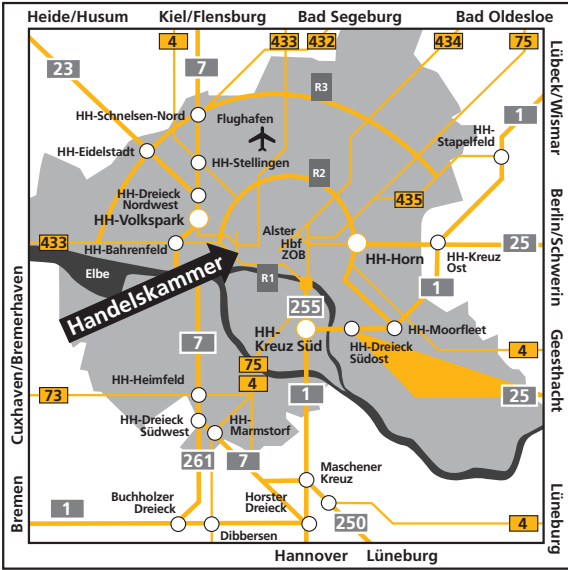 Heide/Husum
Kiel/Flensburg
Bad Segeburg
Bad Oldesloe
4
433
432
434
75
23
7
R3
Lübeck/Wismar
1
HH-Schnelsen-Nord
Flughafen
HH-
Stapelfeld
HH-Eidelstadt
HH-Stellingen
R2
HH-Dreieck
Nordwest
435
HH-Volkspark
Alster
Hbf
ZOB
433
HH-Bahrenfeld
HH-Horn
HH-Kreuz
Ost
25
Berlin/Schwerin
Elbe
R1
1
Handelskammer
255
HH-
Kreuz Süd
HH-Moorfleet
HH-Dreieck
Südost
4
7
75
4
Geesthacht
Cuxhaven/Bremerhaven
HH-Heimfeld
73
1
25
HH-Dreieck
Südwest
HH-
Marmstorf
261
7
Maschener
Kreuz
Buchholzer
Dreieck
Horster
Dreieck
1
250
4
Dibbersen
Bremen
Lüneburg
Hannover
Lüneburg